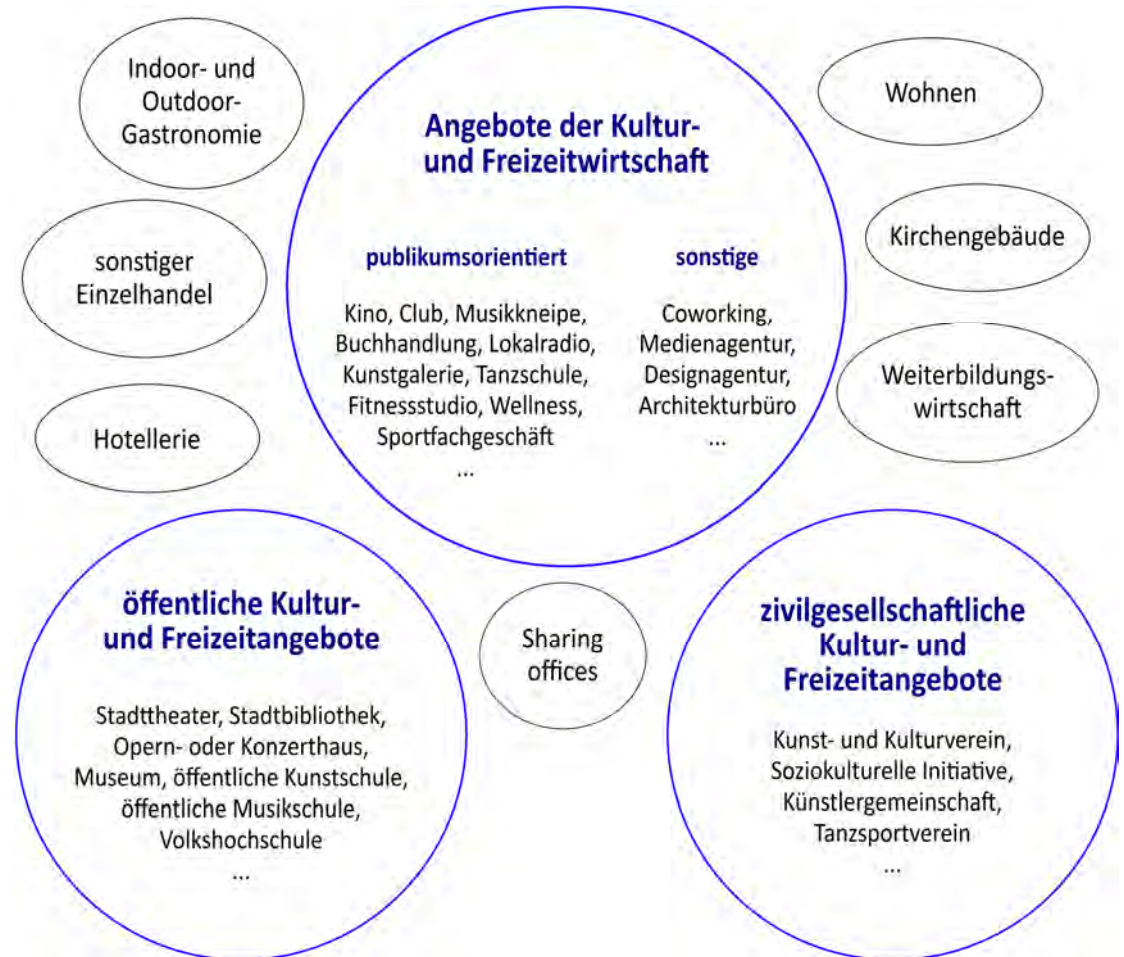 Indoor- und
Outdoor-
Gastronomie
sonstiger
Einzelhandel
Hotellerie
Angebote der Kultur-
und Freizeitwirtschaft
publikumsorientiert
Kino, Club, Musikkneipe,
Buchhandlung, Lokalradio,
Kunstgalerie, Tanzschule,
Fitnessstudio, Wellness,
Sportfachgeschäft
...
sonstige
Coworking,
Medienagentur,
Designagentur,
Architekturbüro
...
Wohnen
Kirchengebäude
Weiterbildungs-
wirtschaft
öffentliche Kultur-
und Freizeitangebote
Stadttheater, Stadtbibliothek,
Opern- oder Konzerthaus,
Museum, öffentliche Kunstschule,
öffentliche Musikschule,
Volkshochschule
...
Sharing
offices
zivilgesellschaftliche
Kultur- und
Freizeitangebote
Kunst- und Kulturverein,
Soziokulturelle Initiative,
Künstlergemeinschaft,
Tanzsportverein
...